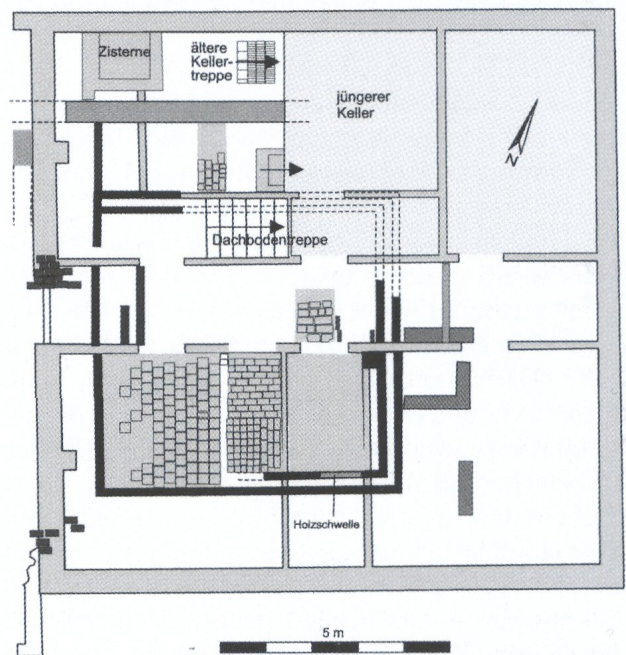 Zisterne
ältere
Keller-
treppe
jüngerer
Keller
N
Dachbodentreppe
Holzschwelle
5 m